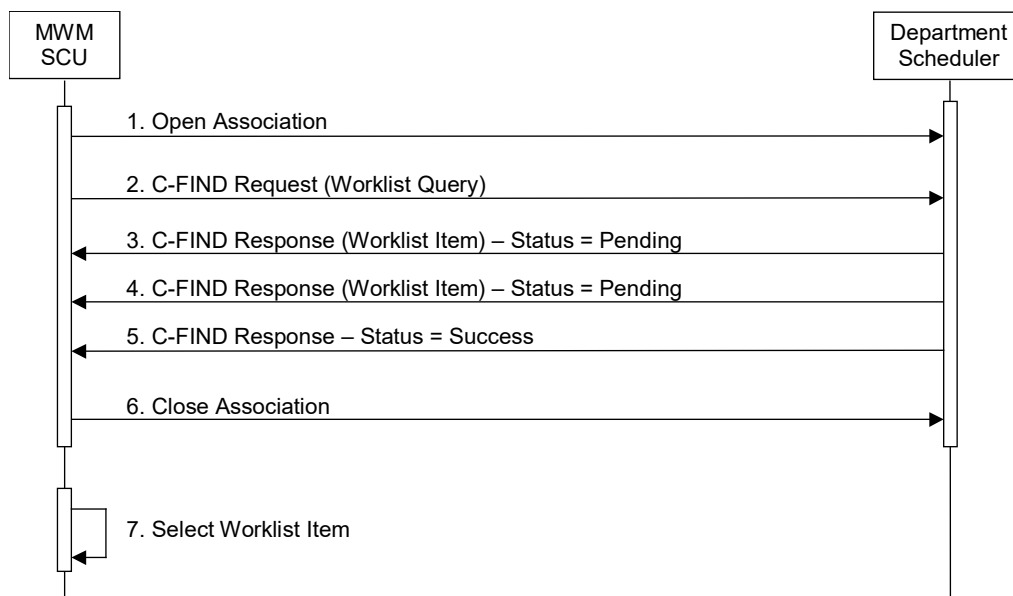 MWM
SCU
Department
Scheduler
1. Open Association
2. C-FIND Request (Worklist Query)
3. C-FIND Response (Worklist Item) – Status = Pending
4. C-FIND Response (Worklist Item) – Status = Pending
5. C-FIND Response – Status = Success
6. Close Association
7. Select Worklist Item